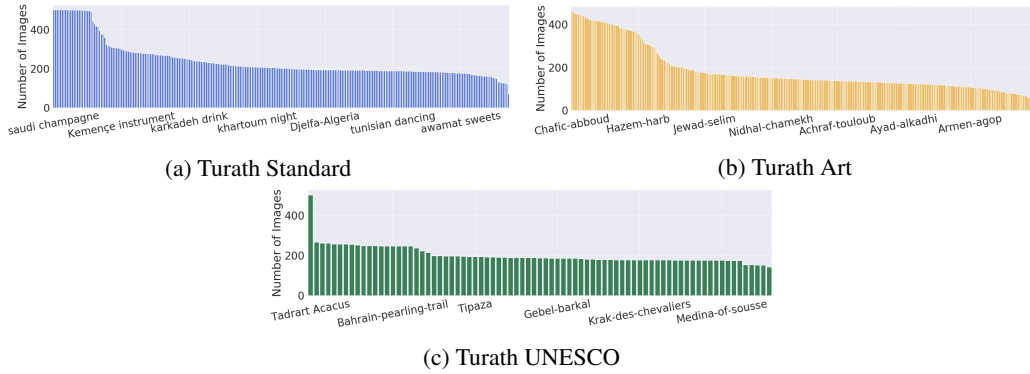 Number of Images
400
200
0
saudi champagne
Kemençe instrument
karkadeh drink
khartoum night
Djelfa-Algeria
tunisian dancing
awamat sweets
(a) Turath Standard
Number of Images
400
200
0
Chafic-abboud
Hazem-harb
Jewad-selim
Nidhal-chamekh
Achraf-touloub
Ayad-alkadhi
Armen-agop
(b) Turath Art
Number of Images
400
200
0
Tadrart Acacus
Bahrain-pearling-trail
Tipaza
Gebel-barkal
Krak-des-chevaliers
Medina-of-sousse
(c) Turath UNESCO